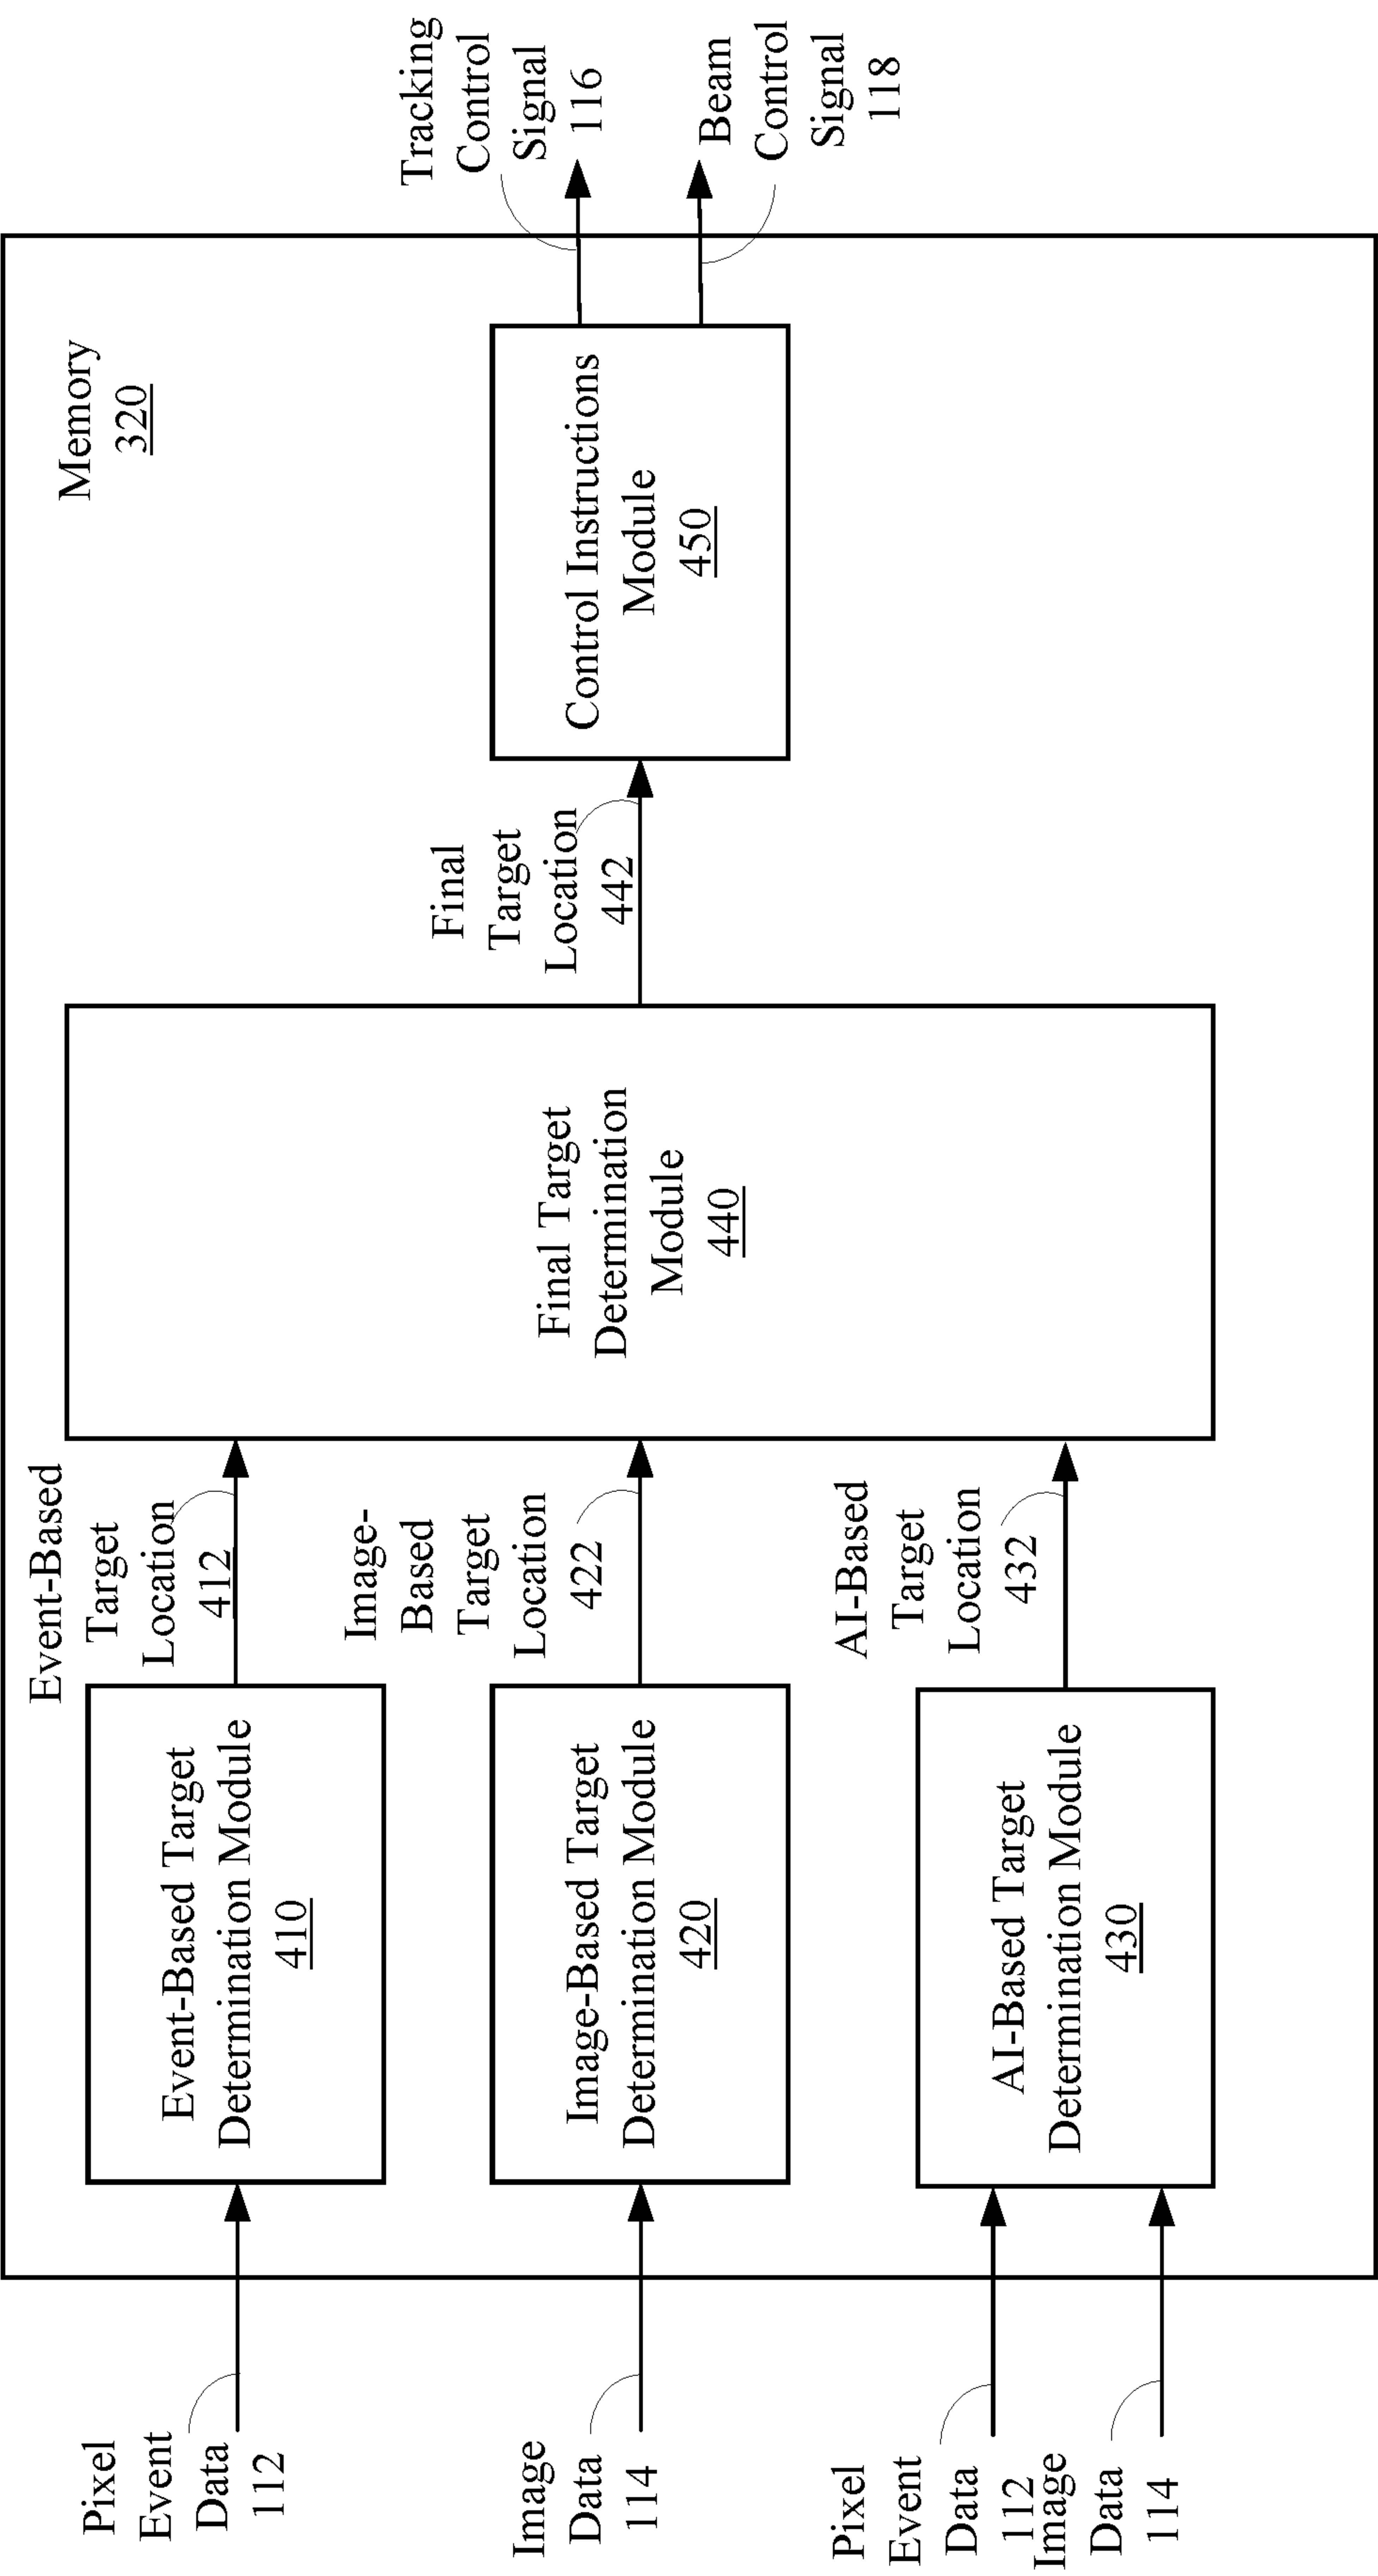 Memory
320
Pixel
Event
Data
112
Event-Based Target
Determination Module
410
Event-Based
Target
Location
412
Image
Data
114
Image-Based Target
Determination Module
420
Image-
Based
Target
Location
422
Pixel
Event
Data
112
Image
Data
114
AI-Based Target
Determination Module
430
AI-Based
Target
Location
432
Final Target
Determination
Module
440
Final
Target
Location
442
Control Instructions
Module
450
Tracking
Control
Signal
116
Beam
Control
Signal
118